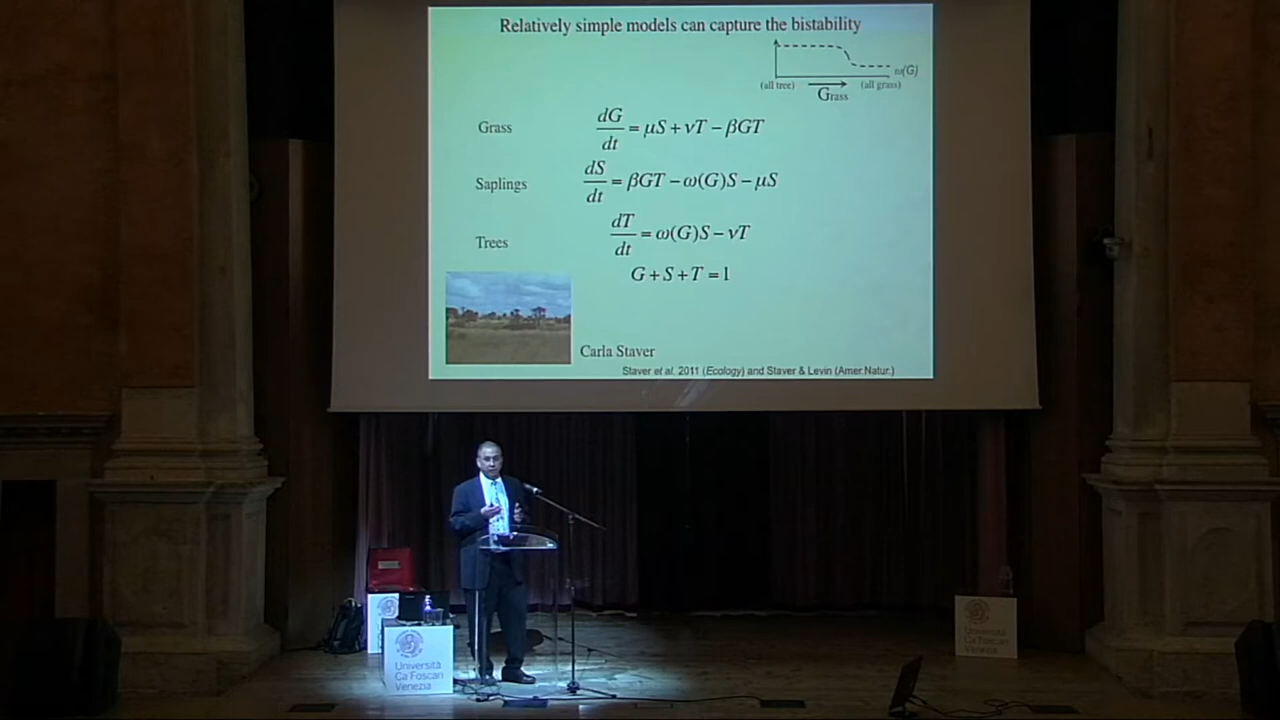 Relatively simple models can capture the bistability
ω(G)
(all tree) (all grass)
Grass
Grass dG/dt = μS + νT − βGT
Saplings dS/dt = βGT − ω(G)S − μS
Trees dT/dt = ω(G)S − νT
G + S + T = 1
Carla Staver
Staver et al. 2011 (Ecology) and Staver & Levin (Amer.Natur.)
Università
Ca'Foscari
Venezia
Università
Ca'Foscari
Venezia